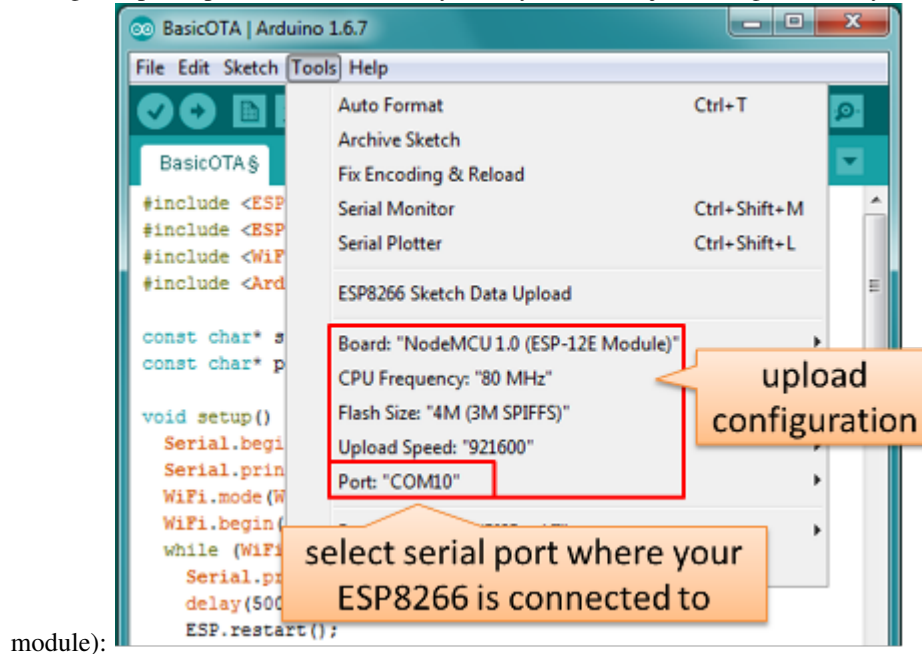 BasicOTA | Arduino 1.6.7
File Edit Sketch Tools Help
Auto Format Ctrl+T
Archive Sketch
BasicOTA §
Fix Encoding & Reload
#include <ESP
Serial Monitor Ctrl+Shift+M
#include <ESP
Serial Plotter Ctrl+Shift+L
#include <WiF
#include <Ard
ESP8266 Sketch Data Upload
const char* s
Board: "NodeMCU 1.0 (ESP-12E Module)"
const char* p
CPU Frequency: "80 MHz"
upload
configuration
void setup()
Flash Size: "4M (3M SPIFFS)"
Serial.begi
Upload Speed: "921600"
Serial.prin
Port: "COM10"
WiFi.mode(W
WiFi.begin(
while (WiFi
select serial port where your
ESP8266 is connected to
Serial.pr
delay(500
ESP.restart();
module):